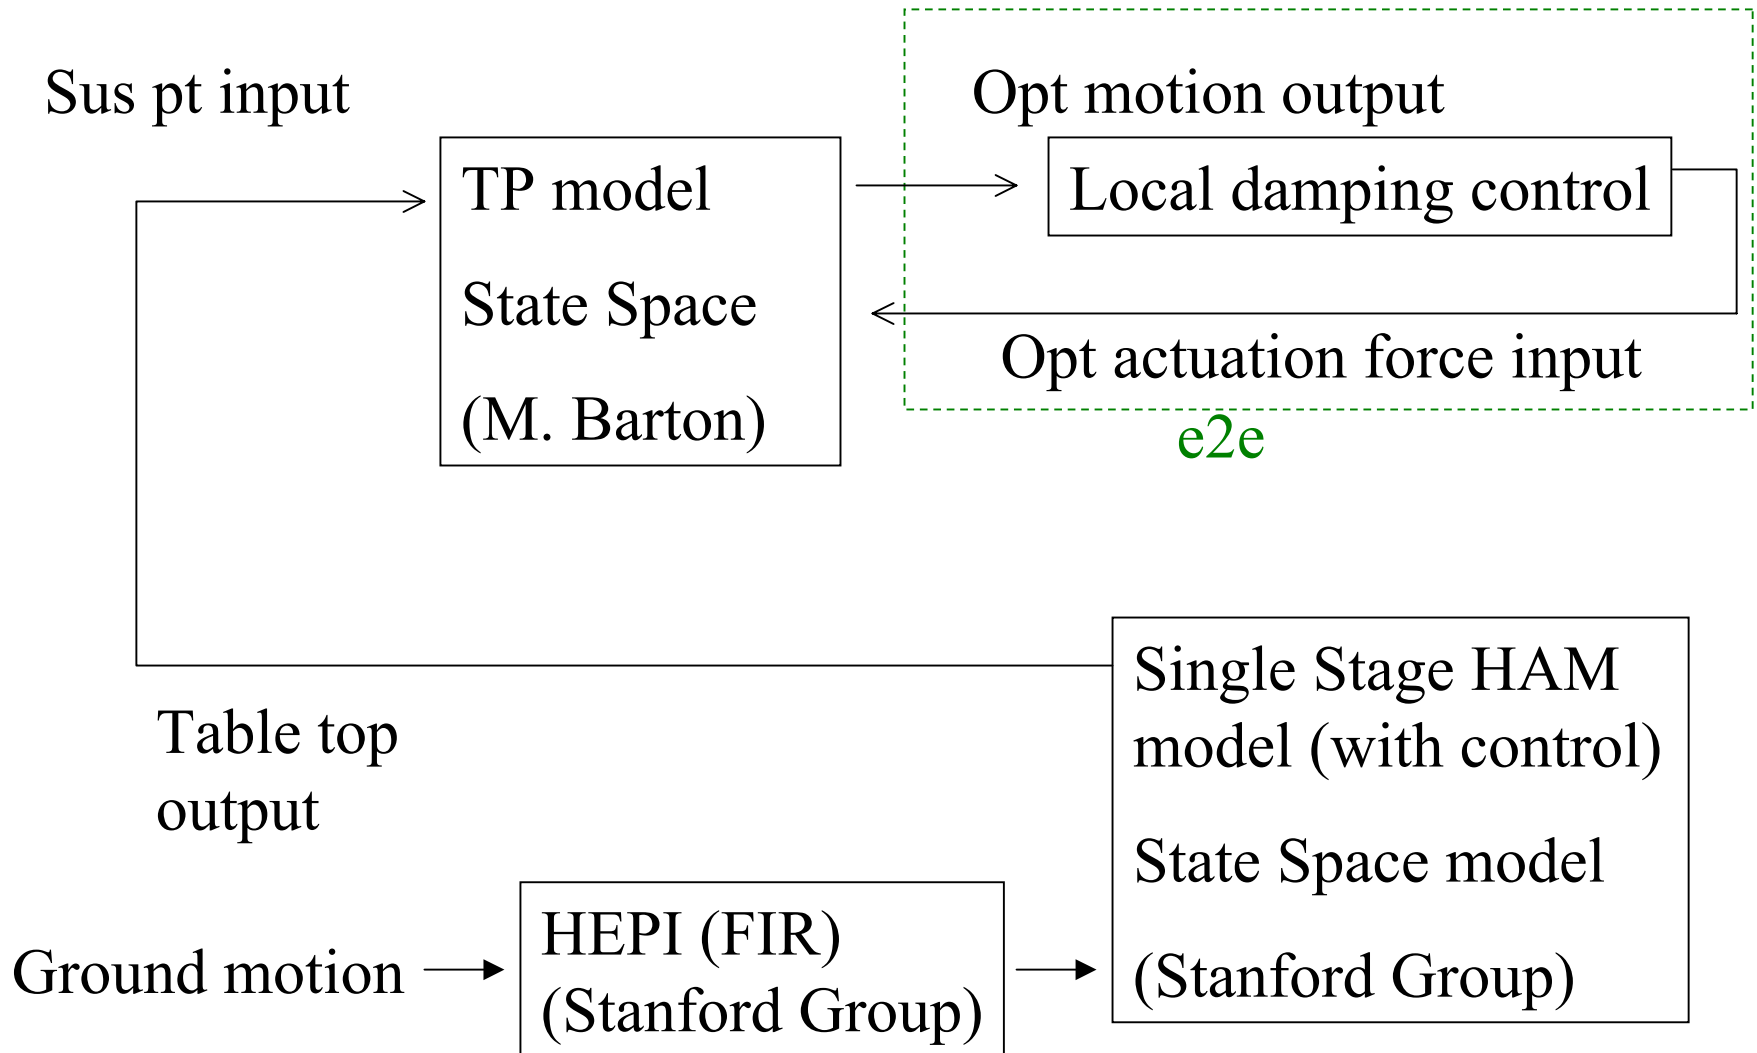 Sus pt input
Opt motion output
TP model
State Space
(M. Barton)
Local damping control
Opt actuation force input
e2e
Single Stage HAM
model (with control)
State Space model
(Stanford Group)
Table top
output
Ground motion
HEPI (FIR)
(Stanford Group)